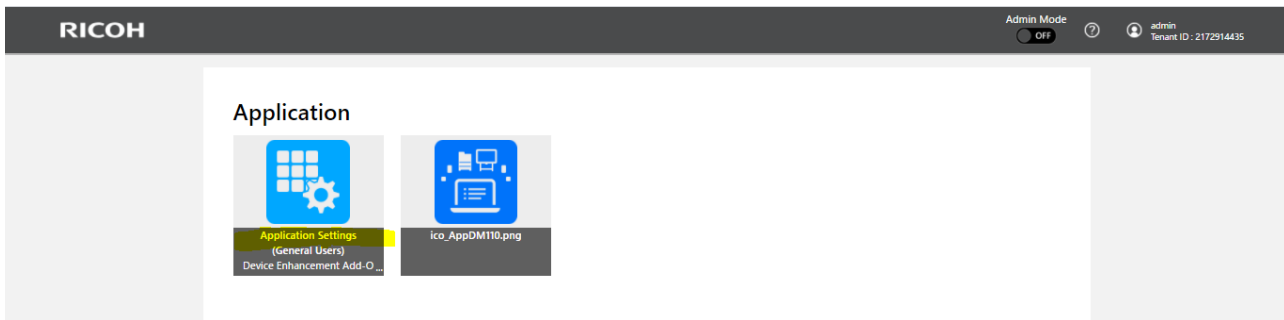 RICOH
Admin Mode
OFF
admin
Tenant ID : 2172914435
Application
Application Settings
(General Users)
Device Enhancement Add-O ...
ico_AppDM110.png